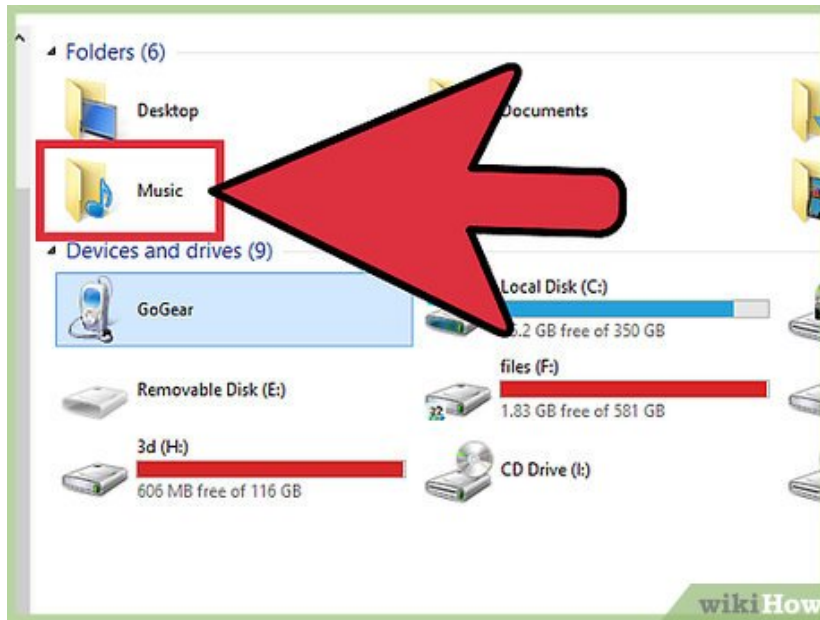 Folders (6)
Desktop
Documents
Music
Devices and drives (9)
GoGear
Local Disk (C:)
.2 GB free of 350 GB
Removable Disk (E:)
files (F:)
1.83 GB free of 581 GB
3d (H:)
606 MB free of 116 GB
CD Drive (I:)
wikiHow